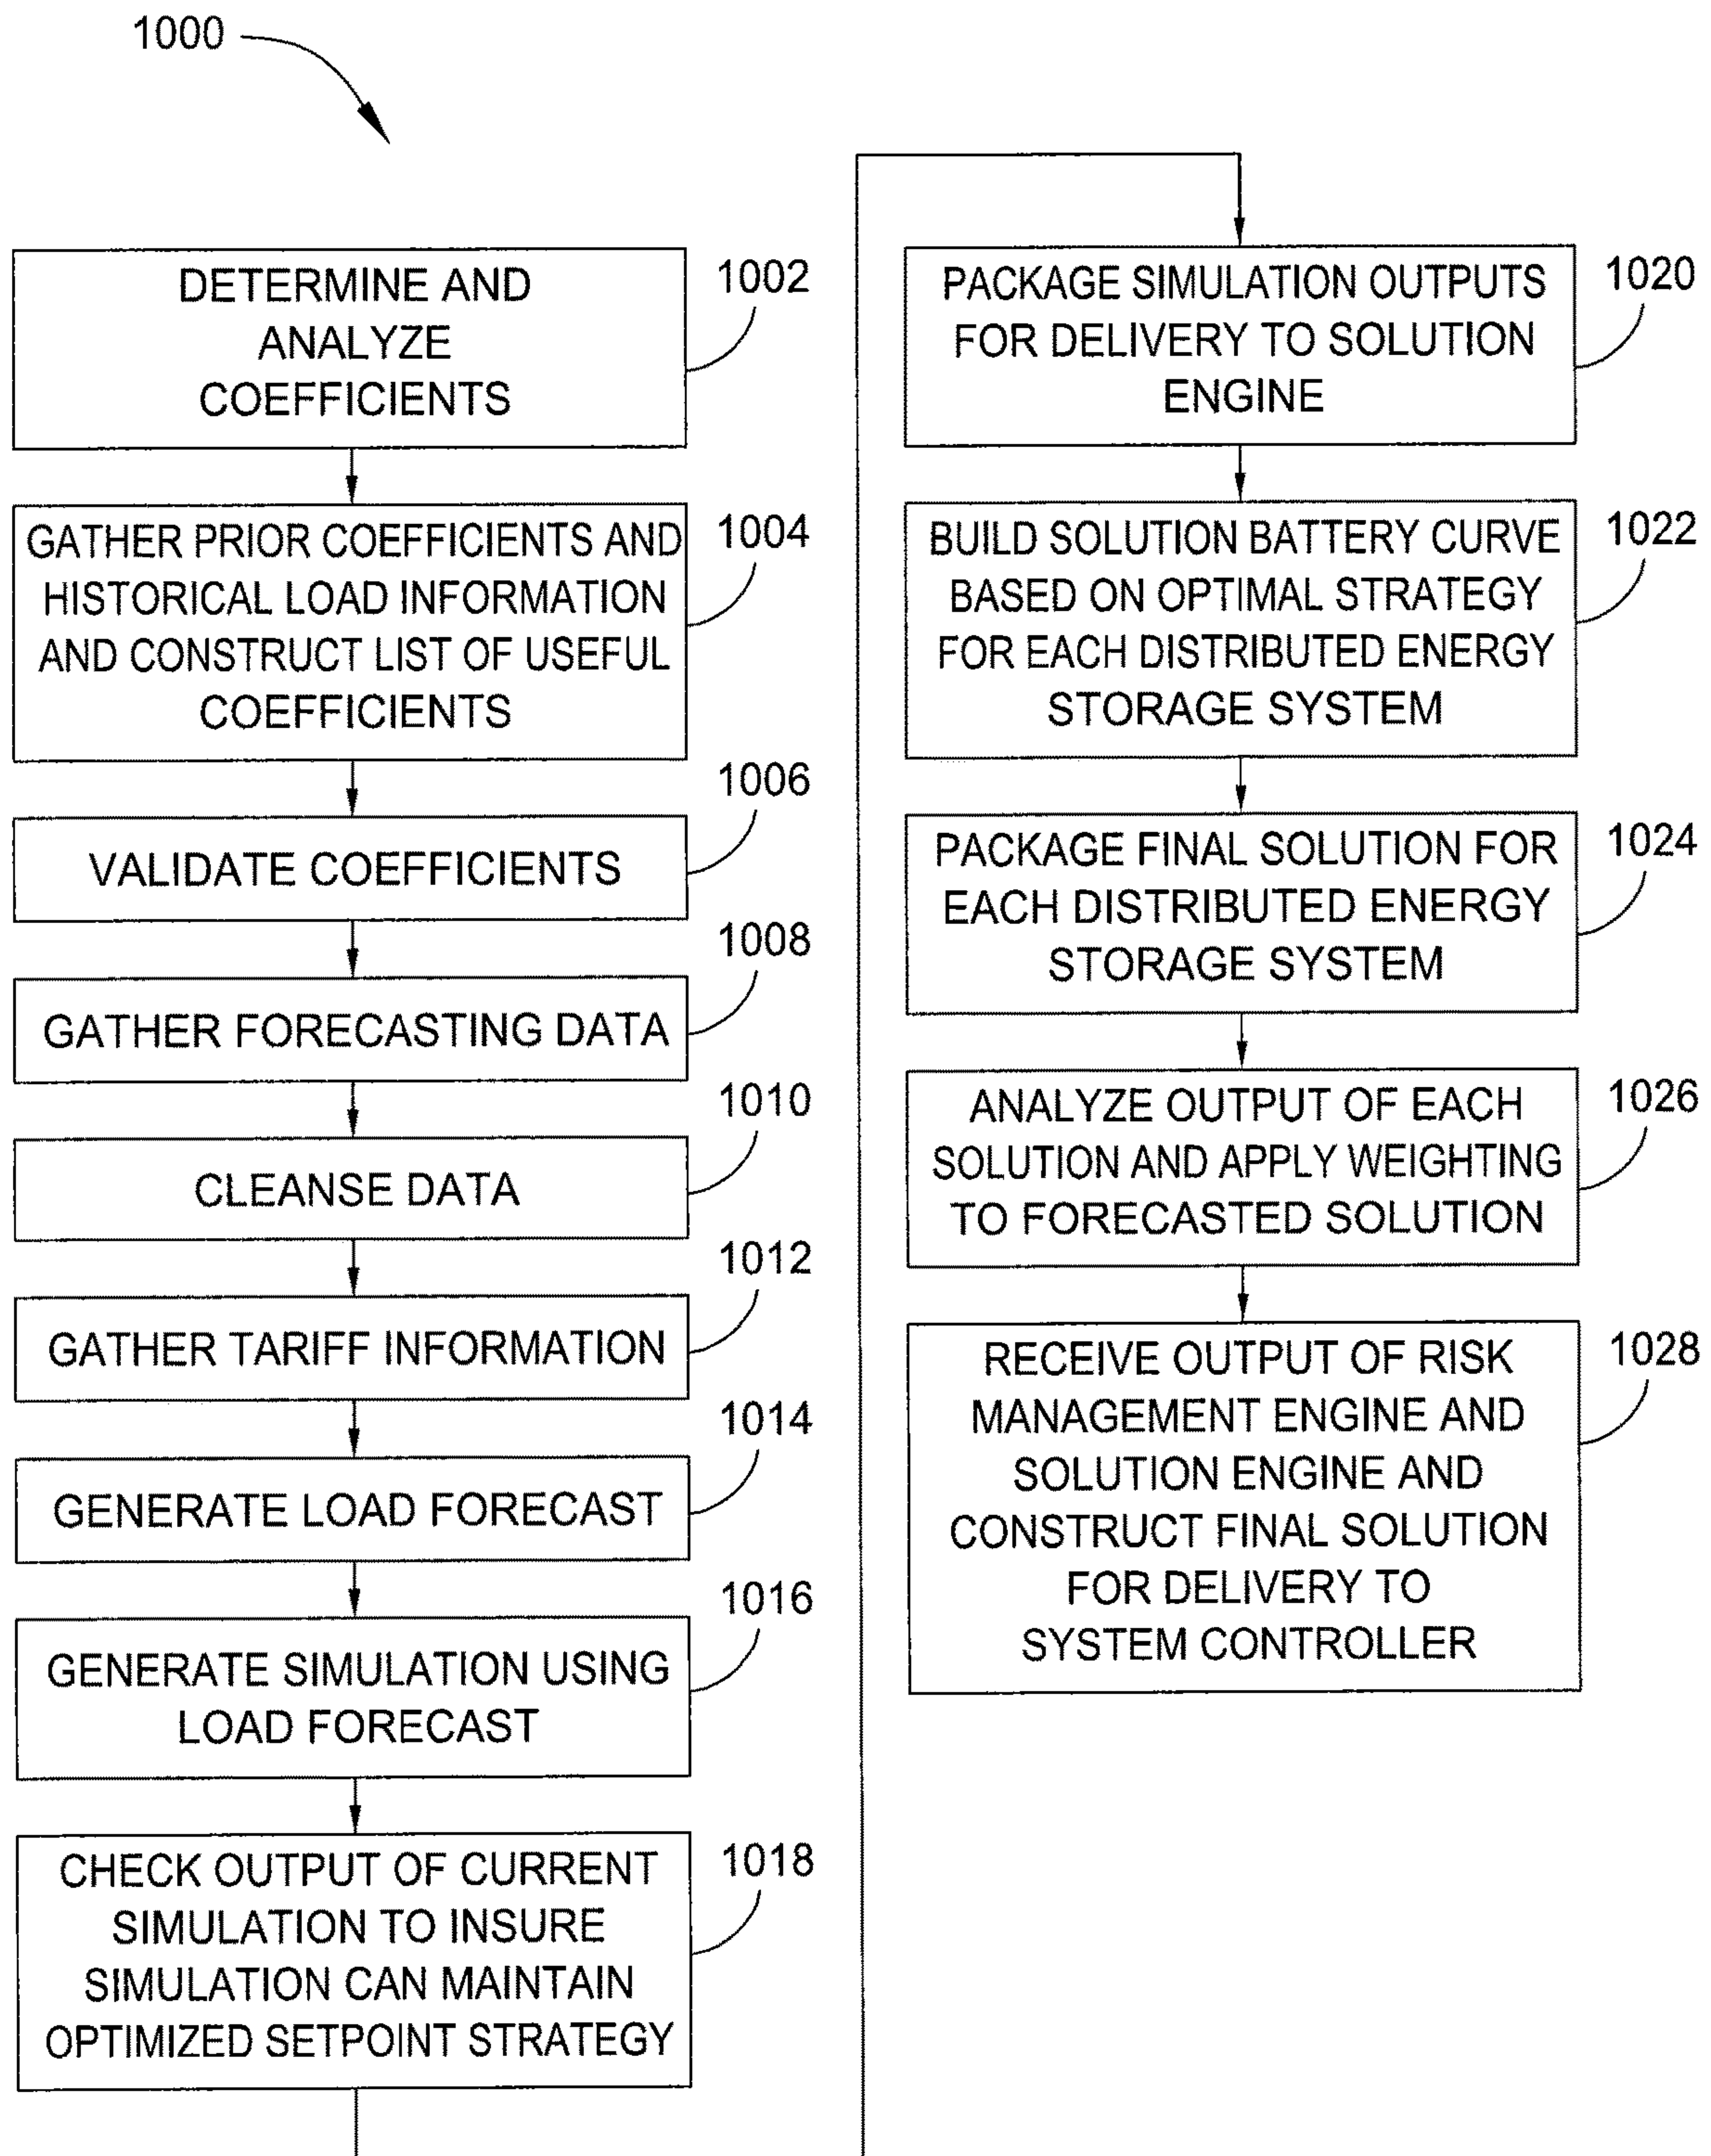 1000
DETERMINE AND
ANALYZE
COEFFICIENTS
1002
GATHER PRIOR COEFFICIENTS AND
HISTORICAL LOAD INFORMATION
AND CONSTRUCT LIST OF USEFUL
COEFFICIENTS
1004
VALIDATE COEFFICIENTS
1006
GATHER FORECASTING DATA
1008
CLEANSE DATA
1010
GATHER TARIFF INFORMATION
1012
GENERATE LOAD FORECAST
1014
GENERATE SIMULATION USING
LOAD FORECAST
1016
CHECK OUTPUT OF CURRENT
SIMULATION TO INSURE
SIMULATION CAN MAINTAIN
OPTIMIZED SETPOINT STRATEGY
1018
PACKAGE SIMULATION OUTPUTS
FOR DELIVERY TO SOLUTION
ENGINE
1020
BUILD SOLUTION BATTERY CURVE
BASED ON OPTIMAL STRATEGY
FOR EACH DISTRIBUTED ENERGY
STORAGE SYSTEM
1022
PACKAGE FINAL SOLUTION FOR
EACH DISTRIBUTED ENERGY
STORAGE SYSTEM
1024
ANALYZE OUTPUT OF EACH
SOLUTION AND APPLY WEIGHTING
TO FORECASTED SOLUTION
1026
RECEIVE OUTPUT OF RISK
MANAGEMENT ENGINE AND
SOLUTION ENGINE AND
CONSTRUCT FINAL SOLUTION
FOR DELIVERY TO
SYSTEM CONTROLLER
1028